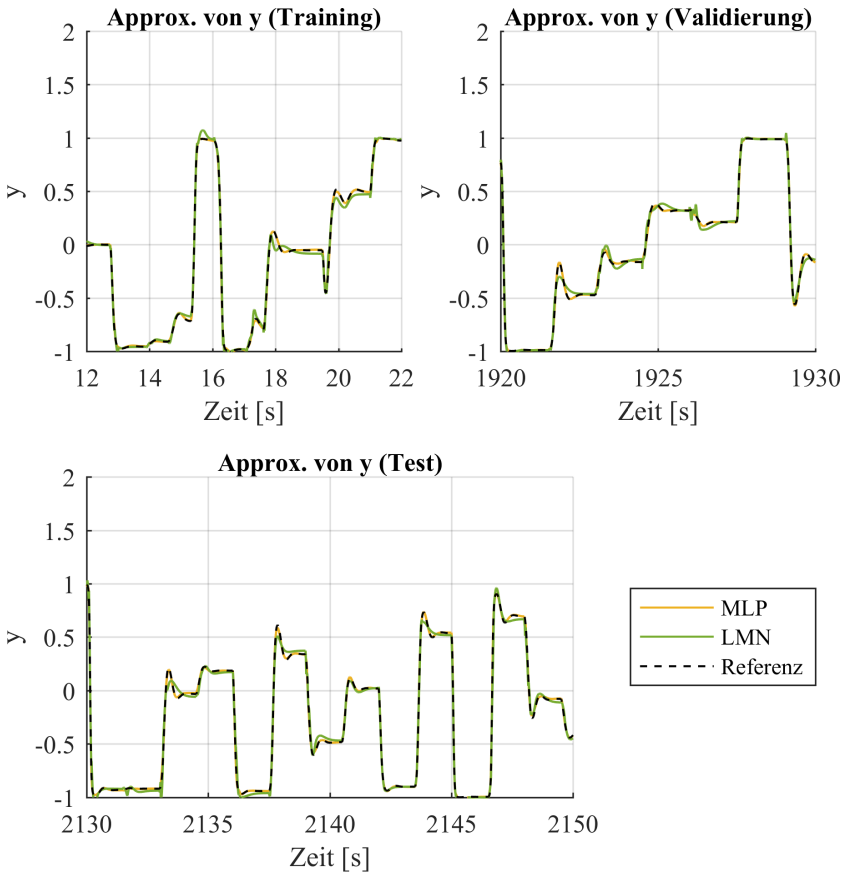 Approx. von y (Training)
2
1.5
1
0.5
0
-0.5
-1
y
12 14 16 18 20 22
Zeit [s]
Approx. von y (Validierung)
2
1.5
1
0.5
0
-0.5
-1
y
1920 1925 1930
Zeit [s]
Approx. von y (Test)
2
1.5
1
0.5
0
-0.5
-1
y
2130 2135 2140 2145 2150
Zeit [s]
MLP
LMN
Referenz